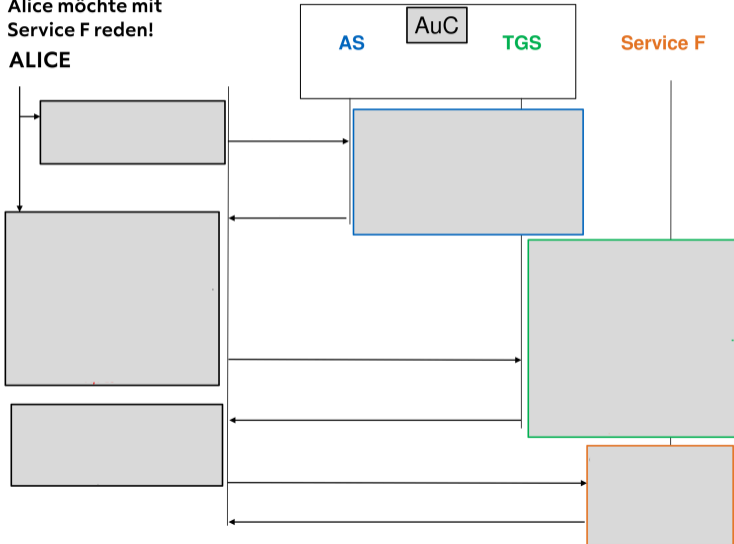 Alice möchte mit
Service F reden!
ALICE
AuC
AS
TGS
Service F